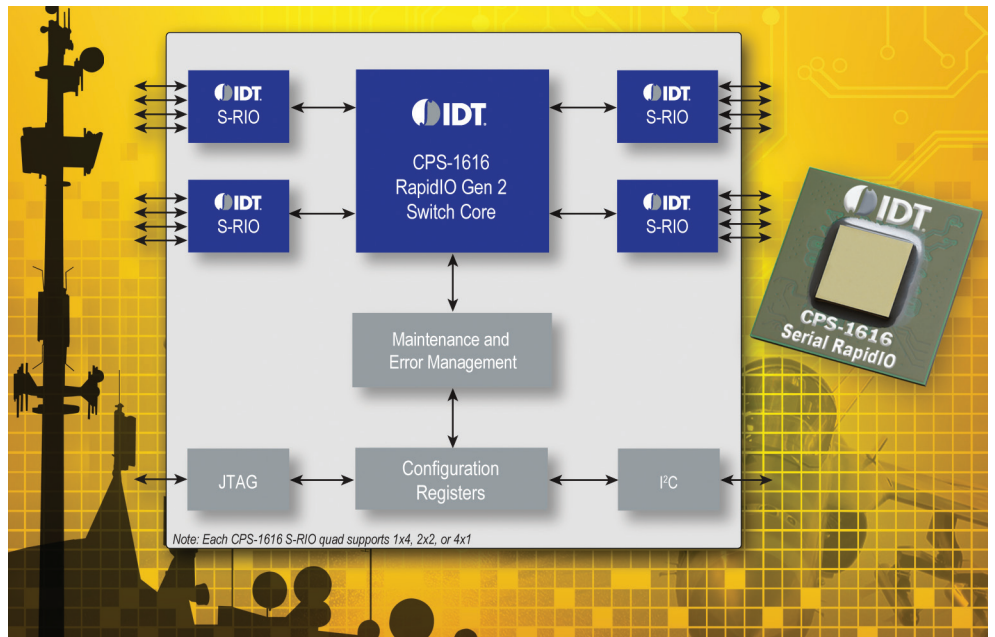 IDT.
S-RIO
IDT.
CPS-1616
RapidIO Gen 2
Switch Core
IDT.
S-RIO
IDT.
S-RIO
IDT.
S-RIO
IDT.
CPS-1616
Serial RapidIO
Maintenance and
Error Management
JTAG
Configuration
Registers
I²C
Note: Each CPS-1616 S-RIO quad supports 1x4, 2x2, or 4x1